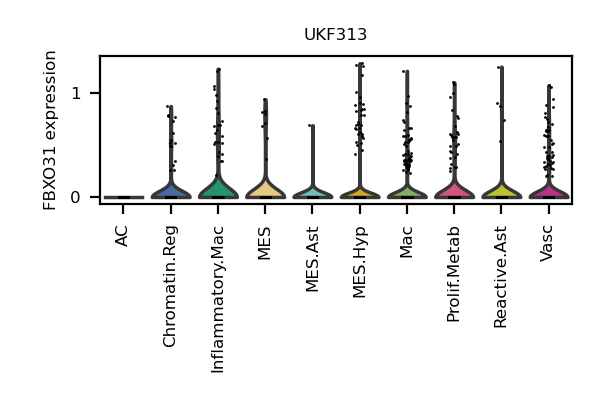 UKF313
FBXO31 expression
1
0
AC
Chromatin.Reg
Inflammatory.Mac
MES
MES.Ast
MES.Hyp
Mac
Prolif.Metab
Reactive.Ast
Vasc